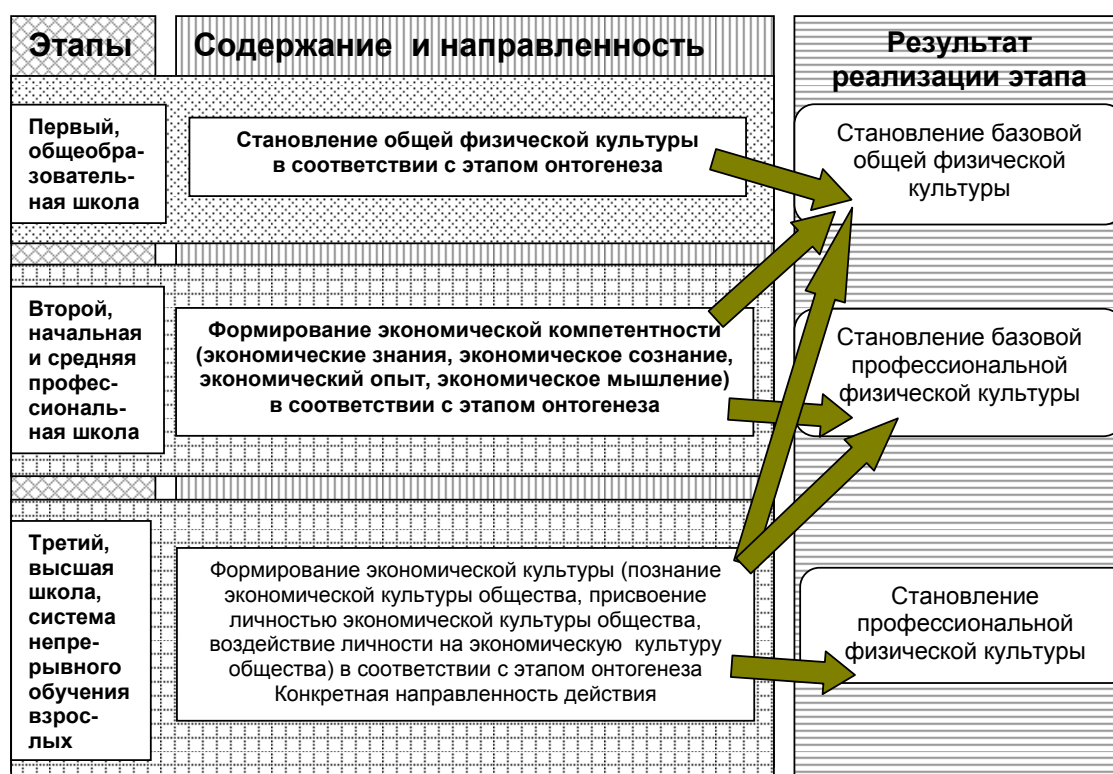 Этапы
Содержание и направленность
Результат
реализации этапа
Первый,
общеобра-
зователь-
ная школа
Становление общей физической культуры
в соответствии с этапом онтогенеза
Становление базовой
общей физической
культуры
Второй,
начальная
и средняя
профес-
сиональ-
ная школа
Формирование экономической компетентности
(экономические знания, экономическое сознание,
экономический опыт, экономическое мышление)
в соответствии с этапом онтогенеза
Становление базовой
профессиональной
физической культуры
Третий,
высшая
школа,
система
непре-
рывного
обучения
взрос-
лых
Формирование экономической культуры (познание
экономической культуры общества, присвоение
личностью экономической культуры общества,
воздействие личности на экономическую культуру
общества) в соответствии с этапом онтогенеза
Конкретная направленность действия
Становление
профессиональной
физической культуры